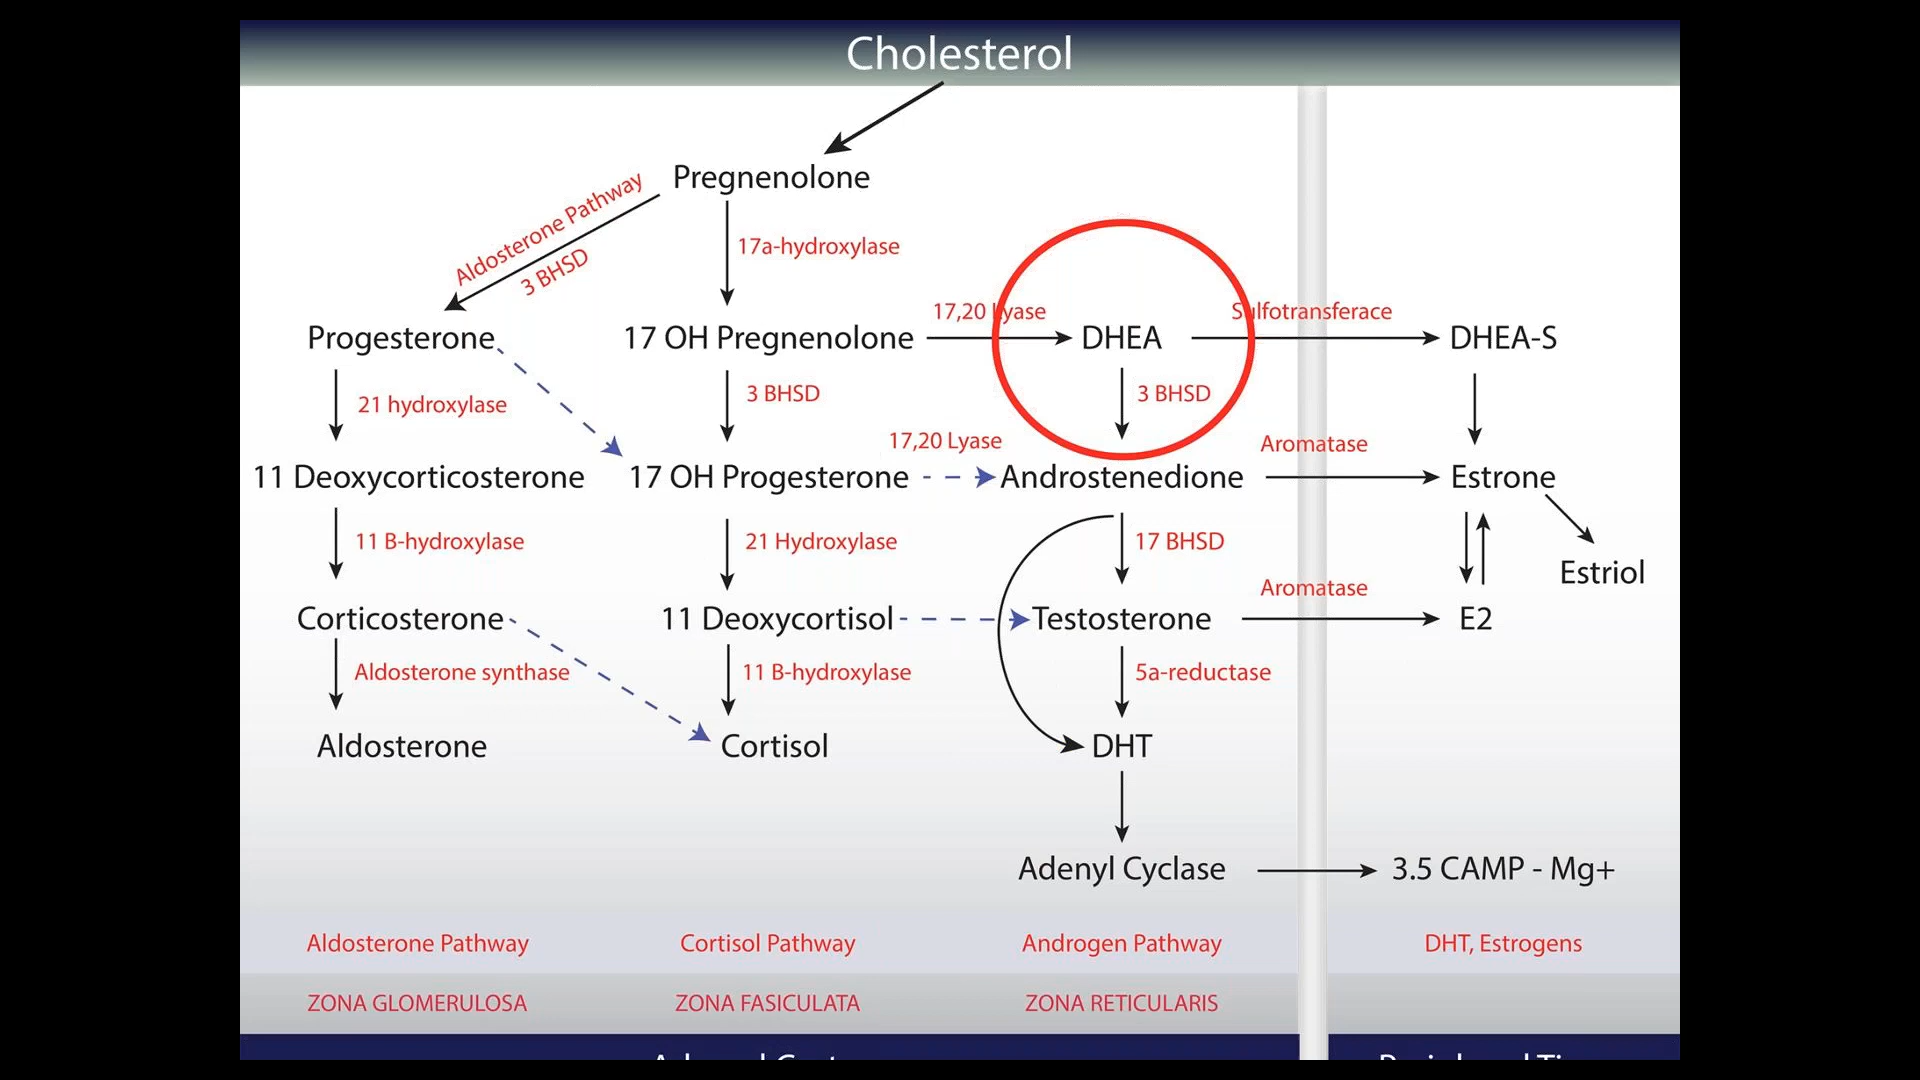 Cholesterol
Pregnenolone
Aldosterone Pathway
3 BHSD
17a-hydroxylase
17,20 Lyase
Sulfotransferace
Progesterone
17 OH Pregnenolone
DHEA
DHEA-S
21 hydroxylase
3 BHSD
3 BHSD
17,20 Lyase
Aromatase
11 Deoxycorticosterone
17 OH Progesterone
Androstenedione
Estrone
11 B-hydroxylase
21 Hydroxylase
17 BHSD
Estriol
Aromatase
Corticosterone
11 Deoxycortisol
Testosterone
E2
Aldosterone synthase
11 B-hydroxylase
5a-reductase
Aldosterone
Cortisol
DHT
Adenyl Cyclase
3.5 CAMP - Mg+
Aldosterone Pathway
Cortisol Pathway
Androgen Pathway
DHT, Estrogens
ZONA GLOMERULOSA
ZONA FASICULATA
ZONA RETICULARIS